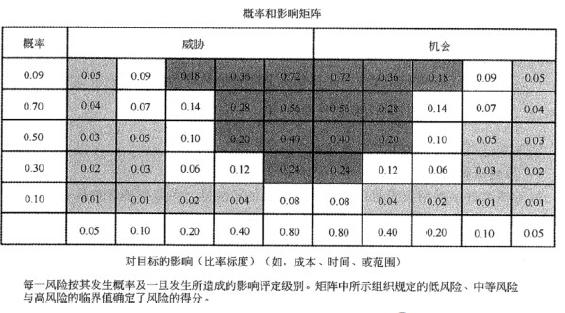 概率和影响矩阵
概率 威胁 机会
0.09 0.05 0.09 0.18 0.36 0.72 0.72 0.36 0.18 0.09 0.05
0.70 0.04 0.07 0.14 0.28 0.56 0.56 0.28 0.14 0.07 0.04
0.50 0.03 0.05 0.10 0.20 0.40 0.40 0.20 0.10 0.05 0.03
0.30 0.02 0.03 0.06 0.12 0.24 0.24 0.12 0.06 0.03 0.02
0.10 0.01 0.01 0.02 0.04 0.08 0.08 0.04 0.02 0.01 0.01
0.05 0.10 0.20 0.40 0.80 0.80 0.40 0.20 0.10 0.05
对目标的影响（比率标度）（如，成本、时间、或范围）
每一风险按其发生概率及一旦发生所造成的影响评定级别。矩阵中所示组织规定的低风险、中等风险
与高风险的临界值确定了风险的得分。